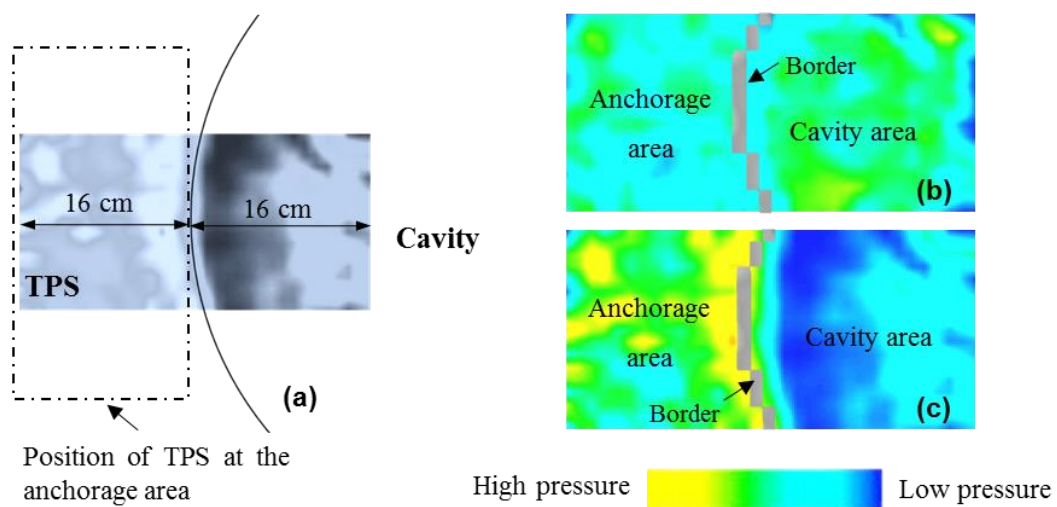 16 cm
16 cm
Cavity
TPS
(a)
Position of TPS at the
anchorage area
Border
Anchorage
area
Cavity area
(b)
Anchorage
area
Cavity area
Border
(c)
High pressure
Low pressure